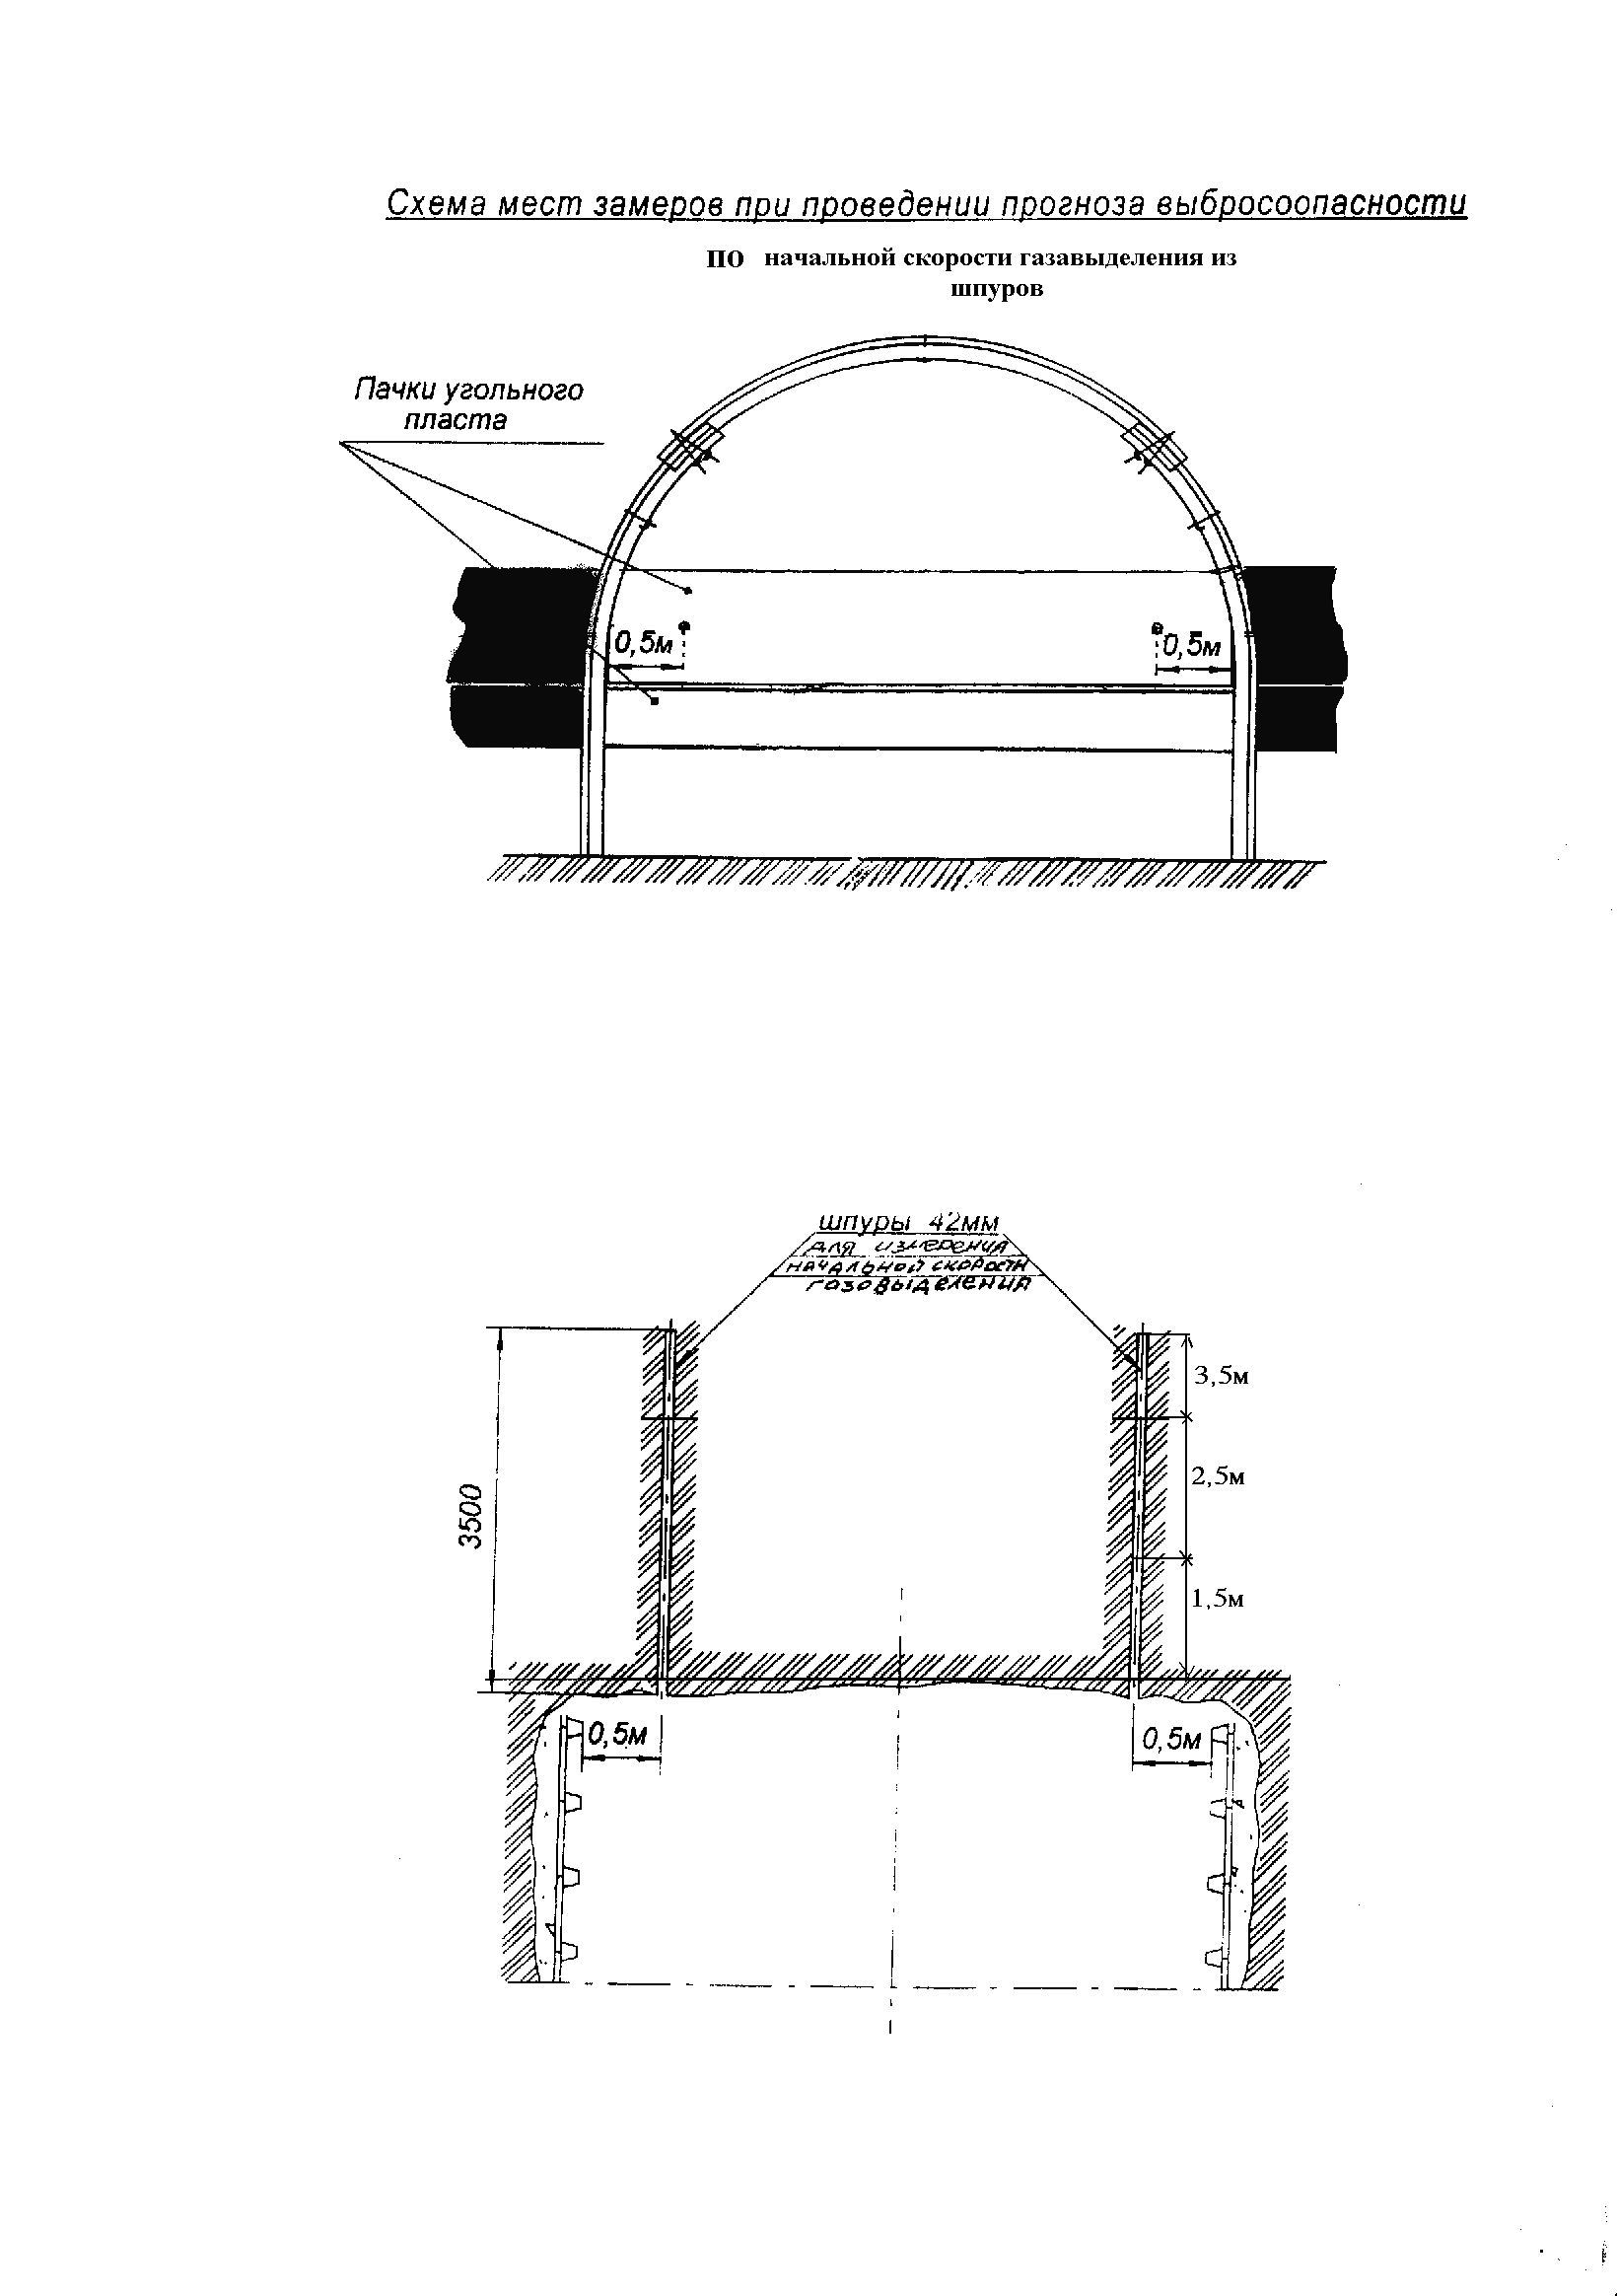 Схема мест замеров при проведении прогноза выбросоопасности
по начальной скорости газавыделения из
шпуров
Пачки угольного
пласта
0,5м
0,5м
шпуры 42мм
для измерения
начальной скорости
газовыделения
3,5м
2,5м
3500
1,5м
0,5м
0,5м